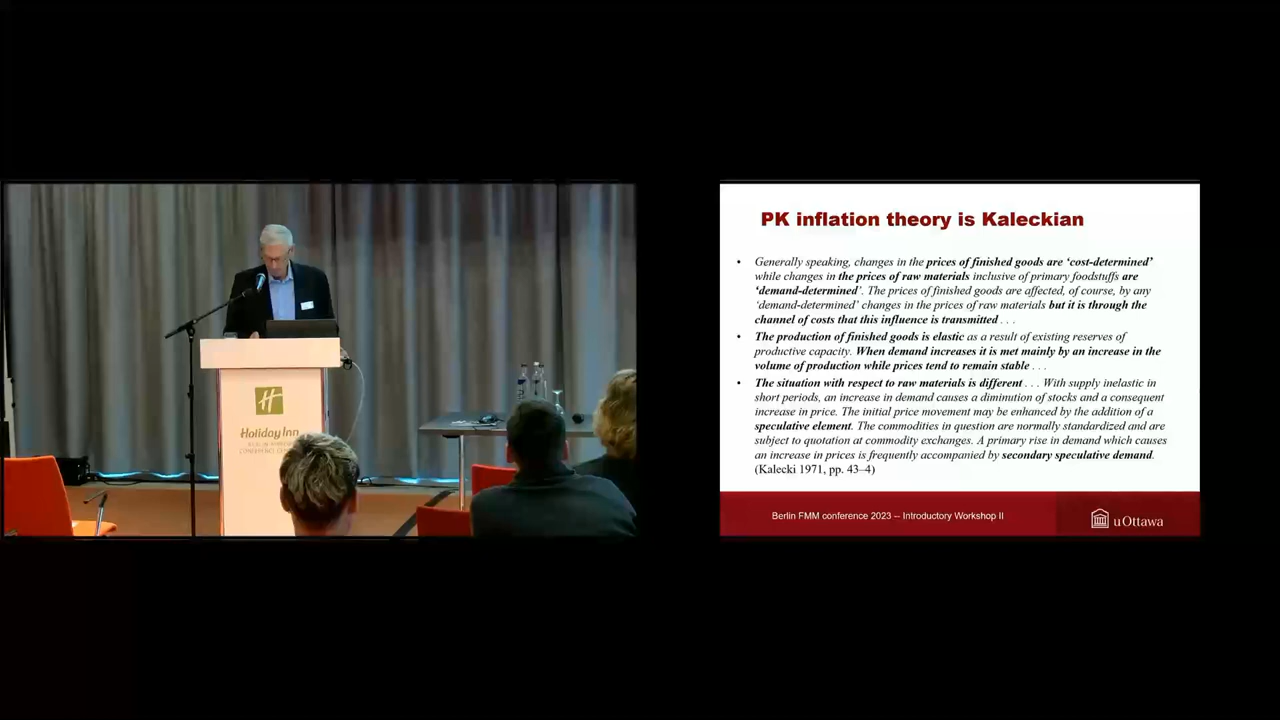 PK inflation theory is Kaleckian
• Generally speaking, changes in the prices of finished goods are ‘cost-determined’
while changes in the prices of raw materials inclusive of primary foodstuffs are
‘demand-determined’. The prices of finished goods are affected, of course, by any
‘demand-determined’ changes in the prices of raw materials but it is through the
channel of costs that this influence is transmitted . . .
• The production of finished goods is elastic as a result of existing reserves of
productive capacity. When demand increases it is met mainly by an increase in the
volume of production while prices tend to remain stable . . .
• The situation with respect to raw materials is different . . . With supply inelastic in
short periods, an increase in demand causes a diminution of stocks and a consequent
increase in price. The initial price movement may be enhanced by the addition of a
speculative element. The commodities in question are normally standardized and are
subject to quotation at commodity exchanges. A primary rise in demand which causes
an increase in prices is frequently accompanied by secondary speculative demand.
(Kalecki 1971, pp. 43–4)
Berlin FMM conference 2023 -- Introductory Workshop II
uOttawa
H
Holiday Inn